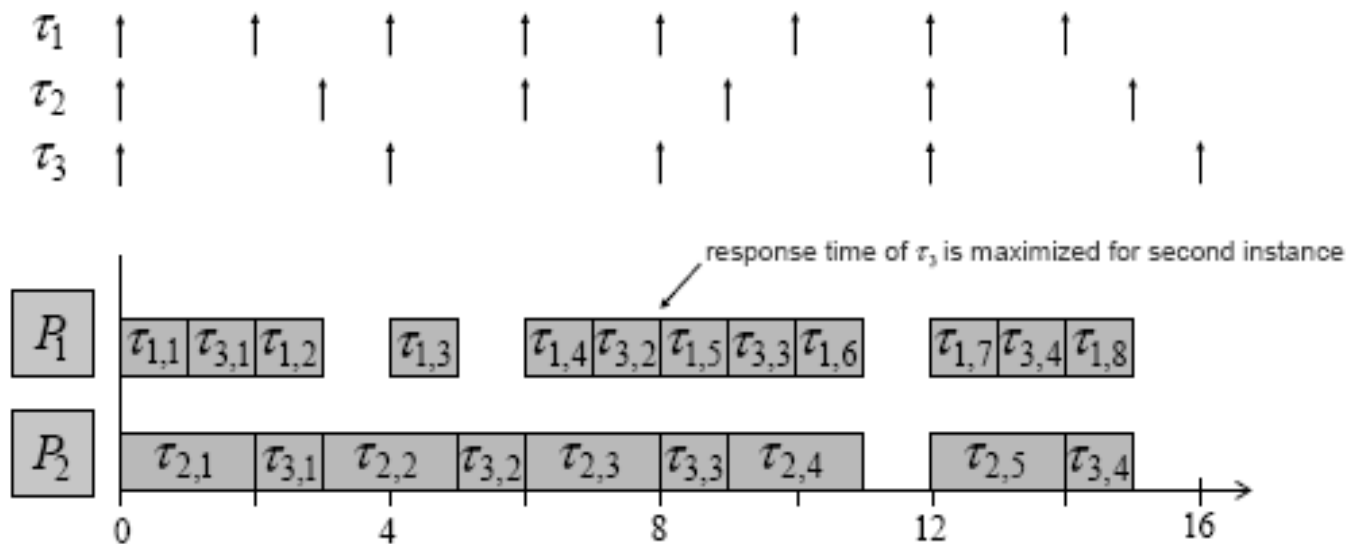 τ1
τ2
τ3
response time of τ3 is maximized for second instance
P1 τ1,1 τ3,1 τ1,2 τ1,3 τ1,4 τ3,2 τ1,5 τ3,3 τ1,6 τ1,7 τ3,4 τ1,8
P2 τ2,1 τ3,1 τ2,2 τ3,2 τ2,3 τ3,3 τ2,4 τ2,5 τ3,4
0 4 8 12 16